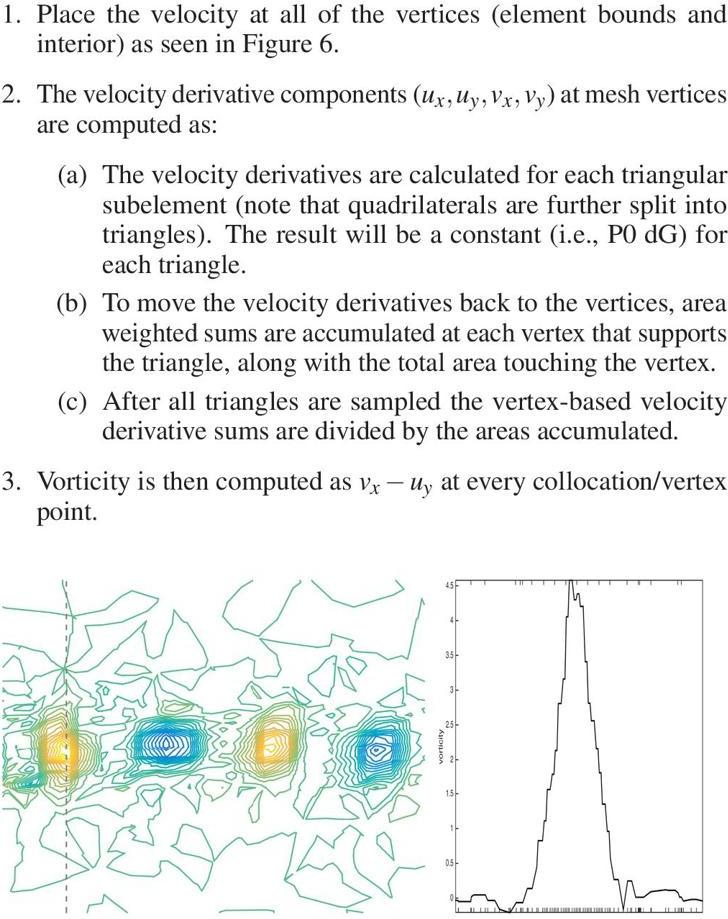 1. Place the velocity at all of the vertices (element bounds and
interior) as seen in Figure 6.
2. The velocity derivative components (u_x, u_y, v_x, v_y) at mesh vertices
are computed as:
(a) The velocity derivatives are calculated for each triangular
subelement (note that quadrilaterals are further split into
triangles). The result will be a constant (i.e., P0 dG) for
each triangle.
(b) To move the velocity derivatives back to the vertices, area
weighted sums are accumulated at each vertex that supports
the triangle, along with the total area touching the vertex.
(c) After all triangles are sampled the vertex-based velocity
derivative sums are divided by the areas accumulated.
3. Vorticity is then computed as v_x − u_y at every collocation/vertex
point.
4.5
4
3.5
3
2.5
2
1.5
1
0.5
0
vorticity